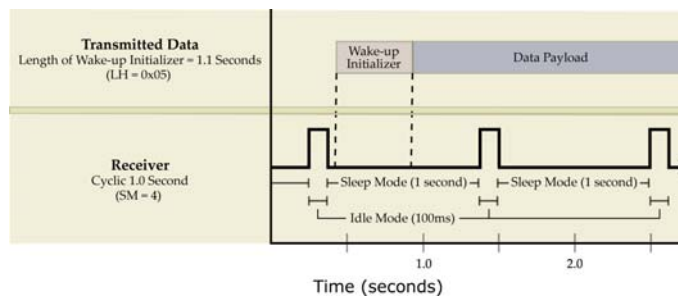 Transmitted Data
Length of Wake-up Initializer = 1.1 Seconds
(LH = 0x05)
Wake-up
Initializer
Data Payload
Receiver
Cyclic 1.0 Second
(SM = 4)
Sleep Mode (1 second)
Sleep Mode (1 second)
Idle Mode (100ms)
1.0
2.0
Time (seconds)